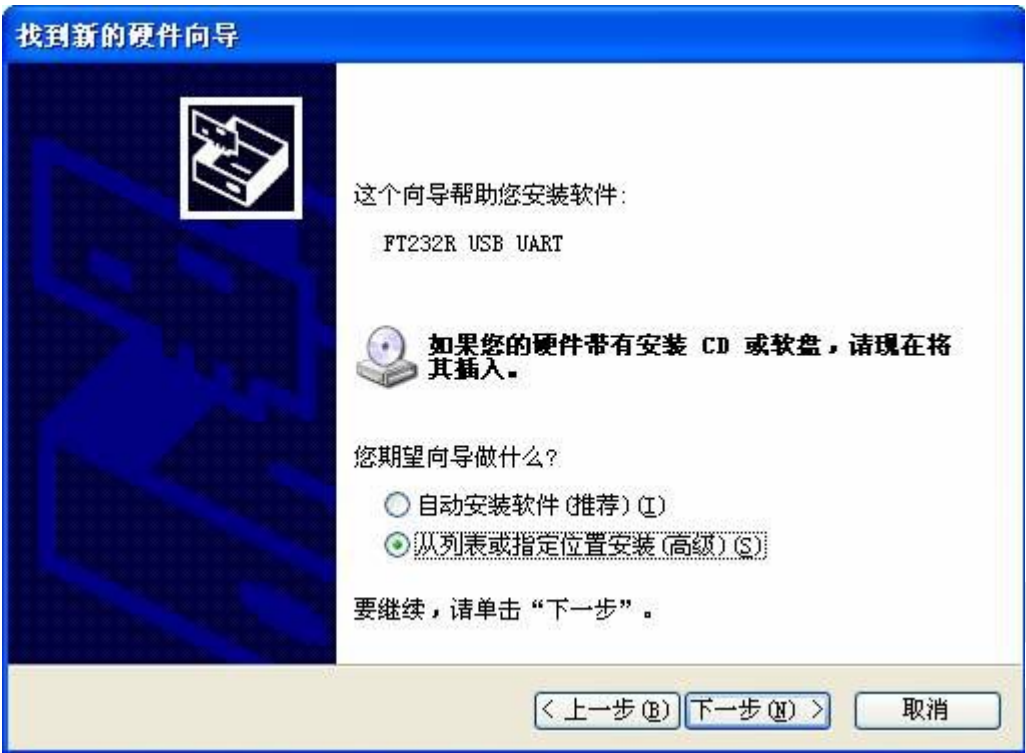 找到新的硬件向导
这个向导帮助您安装软件:
FT232R USB UART
如果您的硬件带有安装 CD 或软盘，请现在将
其插入。
您期望向导做什么?
自动安装软件(推荐)(I)
从列表或指定位置安装(高级)(S)
要继续，请单击“下一步”。
< 上一步(B)
下一步(N) >
取消